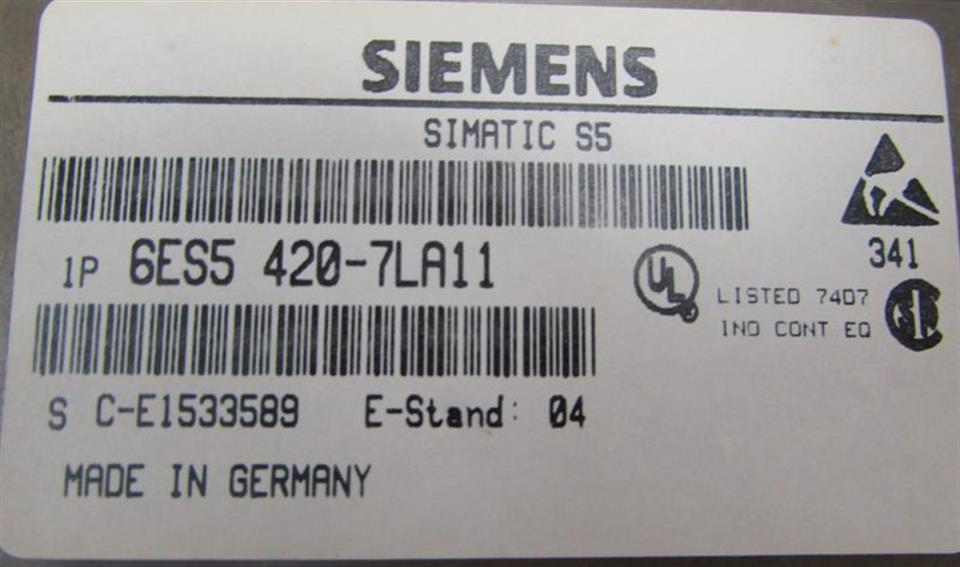 SIEMENS
SIMATIC S5
1P 6ES5 420-7LA11
341
UL
LISTED 7407
IND CONT EQ
S C-E1533589 E-Stand: 04
MADE IN GERMANY